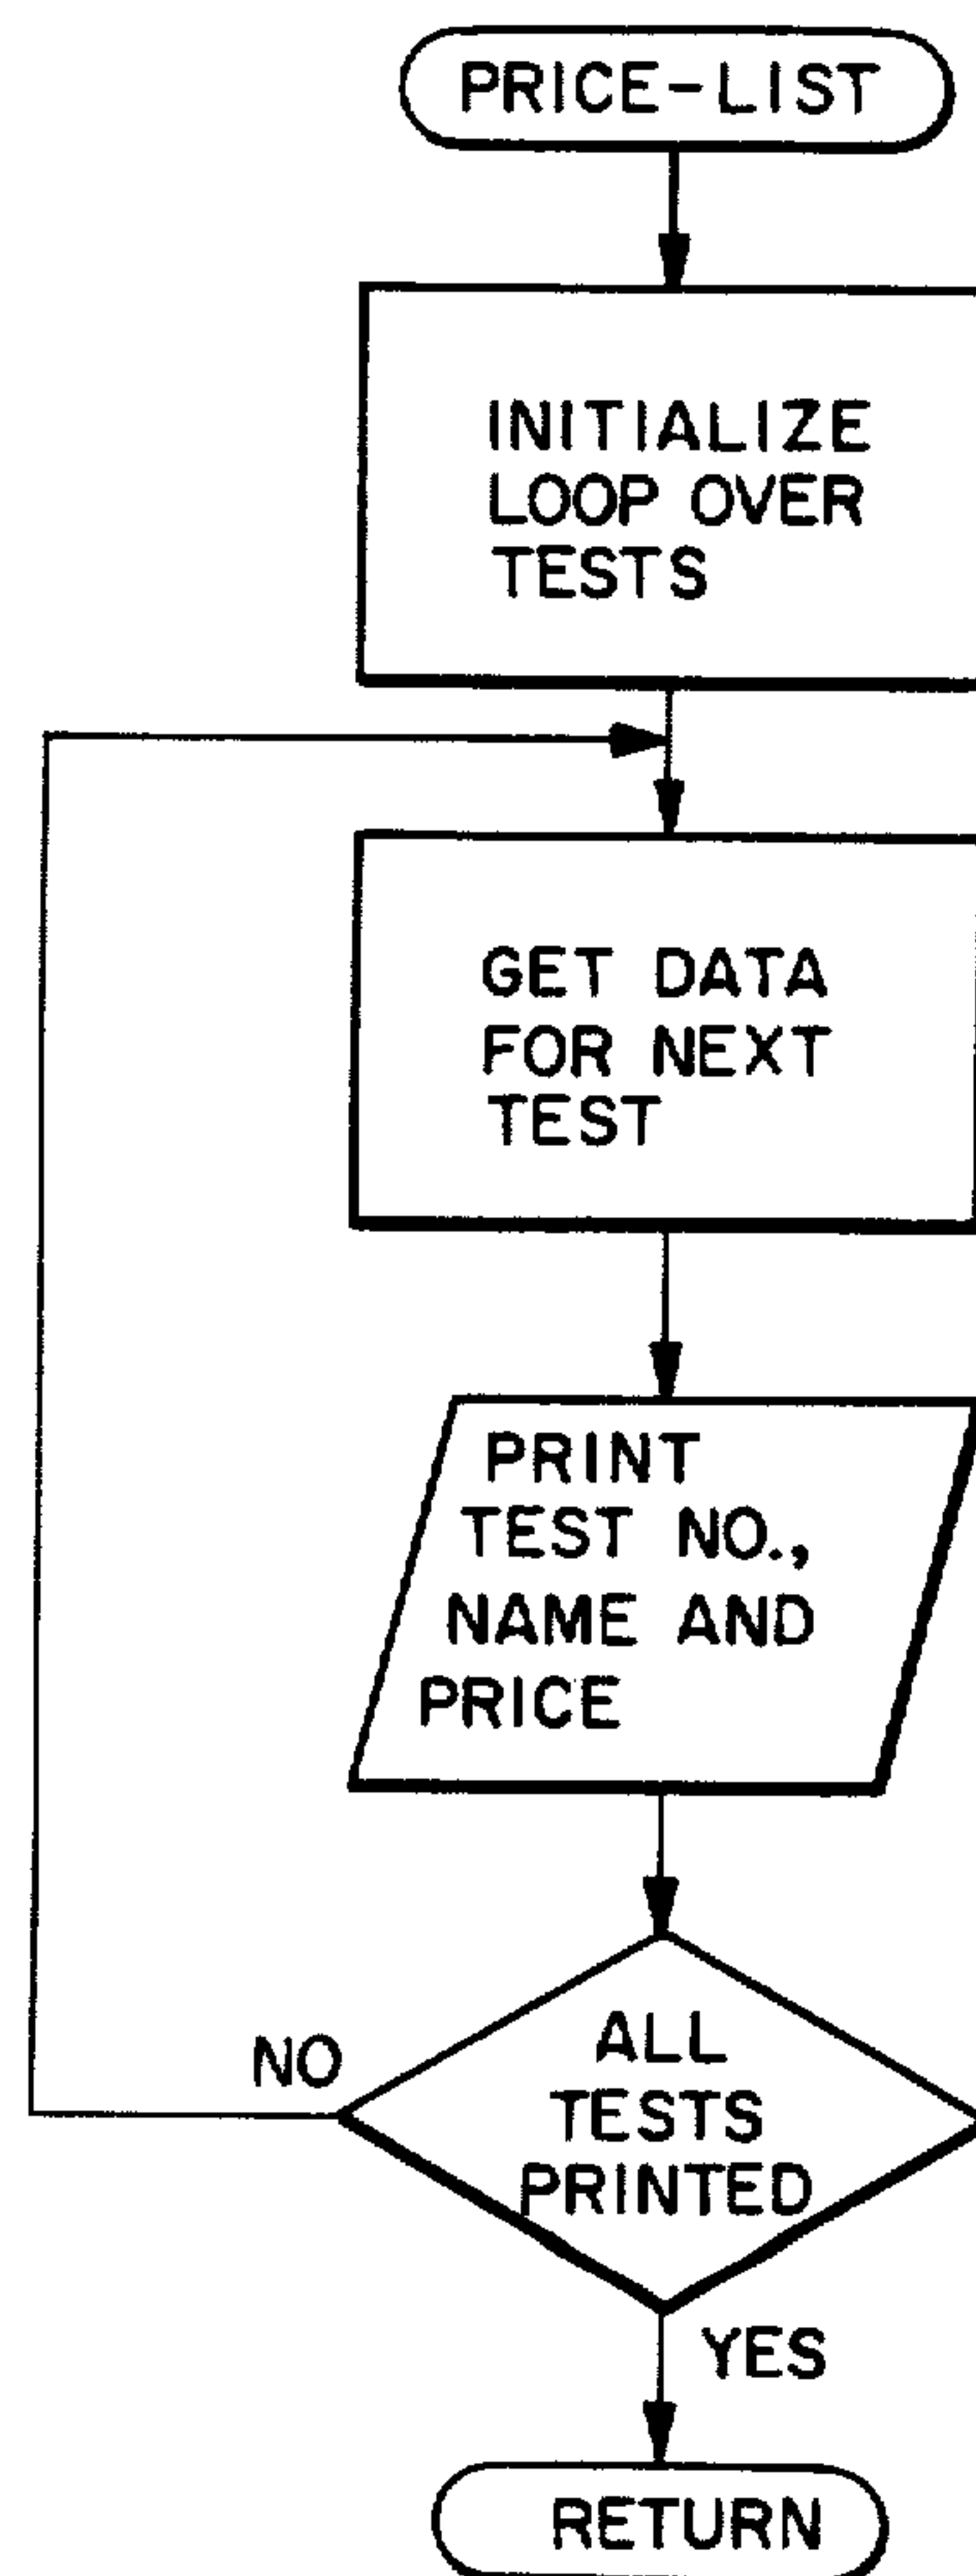 PRICE-LIST
INITIALIZE
LOOP OVER
TESTS
GET DATA
FOR NEXT
TEST
PRINT
TEST NO.,
NAME AND
PRICE
ALL
TESTS
PRINTED
NO
YES
RETURN